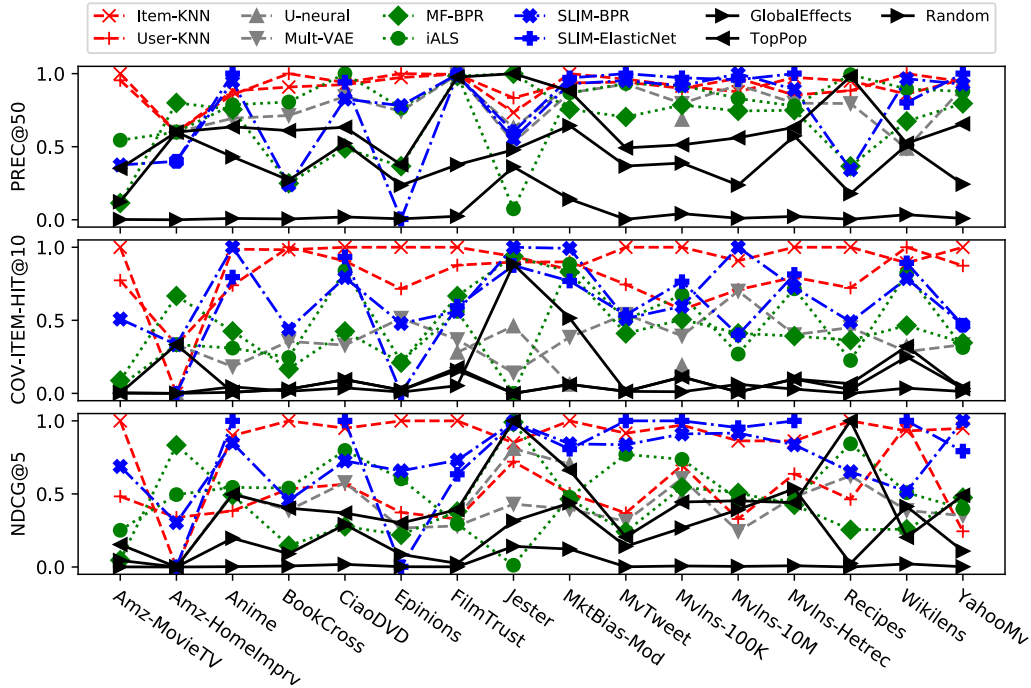 Item-KNN U-neural MF-BPR SLIM-BPR GlobalEffects Random
User-KNN Mult-VAE iALS SLIM-ElasticNet TopPop
PREC@50
1.0
0.5
0.0
COV-ITEM-HIT@10
1.0
0.5
0.0
NDCG@5
1.0
0.5
0.0
Amz-MovieTV
Amz-HomeImprv
Anime
BookCross
CiaoDVD
Epinions
FilmTrust
Jester
MktBias-Mod
MvTweet
Mvlns-100K
Mvlns-10M
Mvlns-Hetrec
Recipes
Wikilens
YahooMv